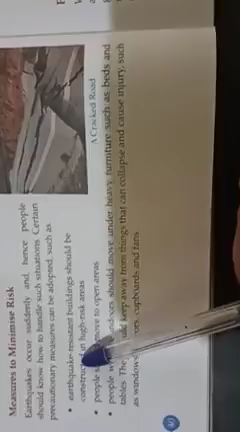 Measures to Minimise Risk
Earthquakes occur suddenly and hence people
should know how to handle such situations. Certain
precautionary measures can be adopted, such as
• earthquake-resistant buildings should be
constructed in high-risk areas
• people to open areas
• people should move under heavy furniture such as beds and
tables. They keep away from things that can collapse and cause injury, such
as windows cupboards and fans
A Cracked Road